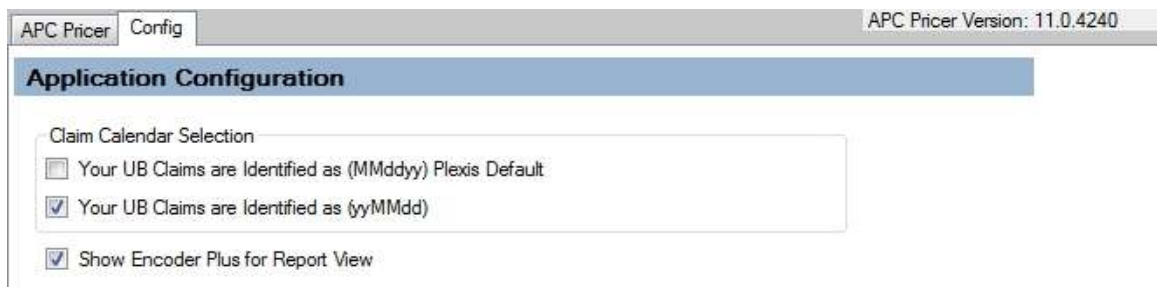 APC Pricer Config APC Pricer Version: 11.0.4240
Application Configuration
Claim Calendar Selection
Your UB Claims are Identified as (MMddyy) Plexis Default
Your UB Claims are Identified as (yyMMdd)
Show Encoder Plus for Report View